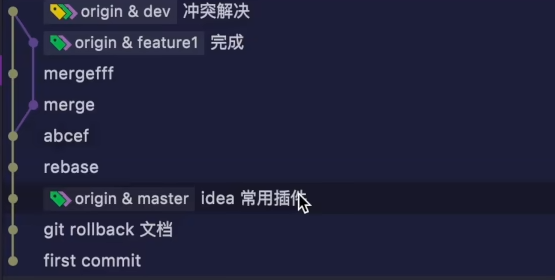 origin & dev 冲突解决
origin & feature1 完成
mergefff
merge
abcef
rebase
origin & master idea 常用插件
git rollback 文档
first commit